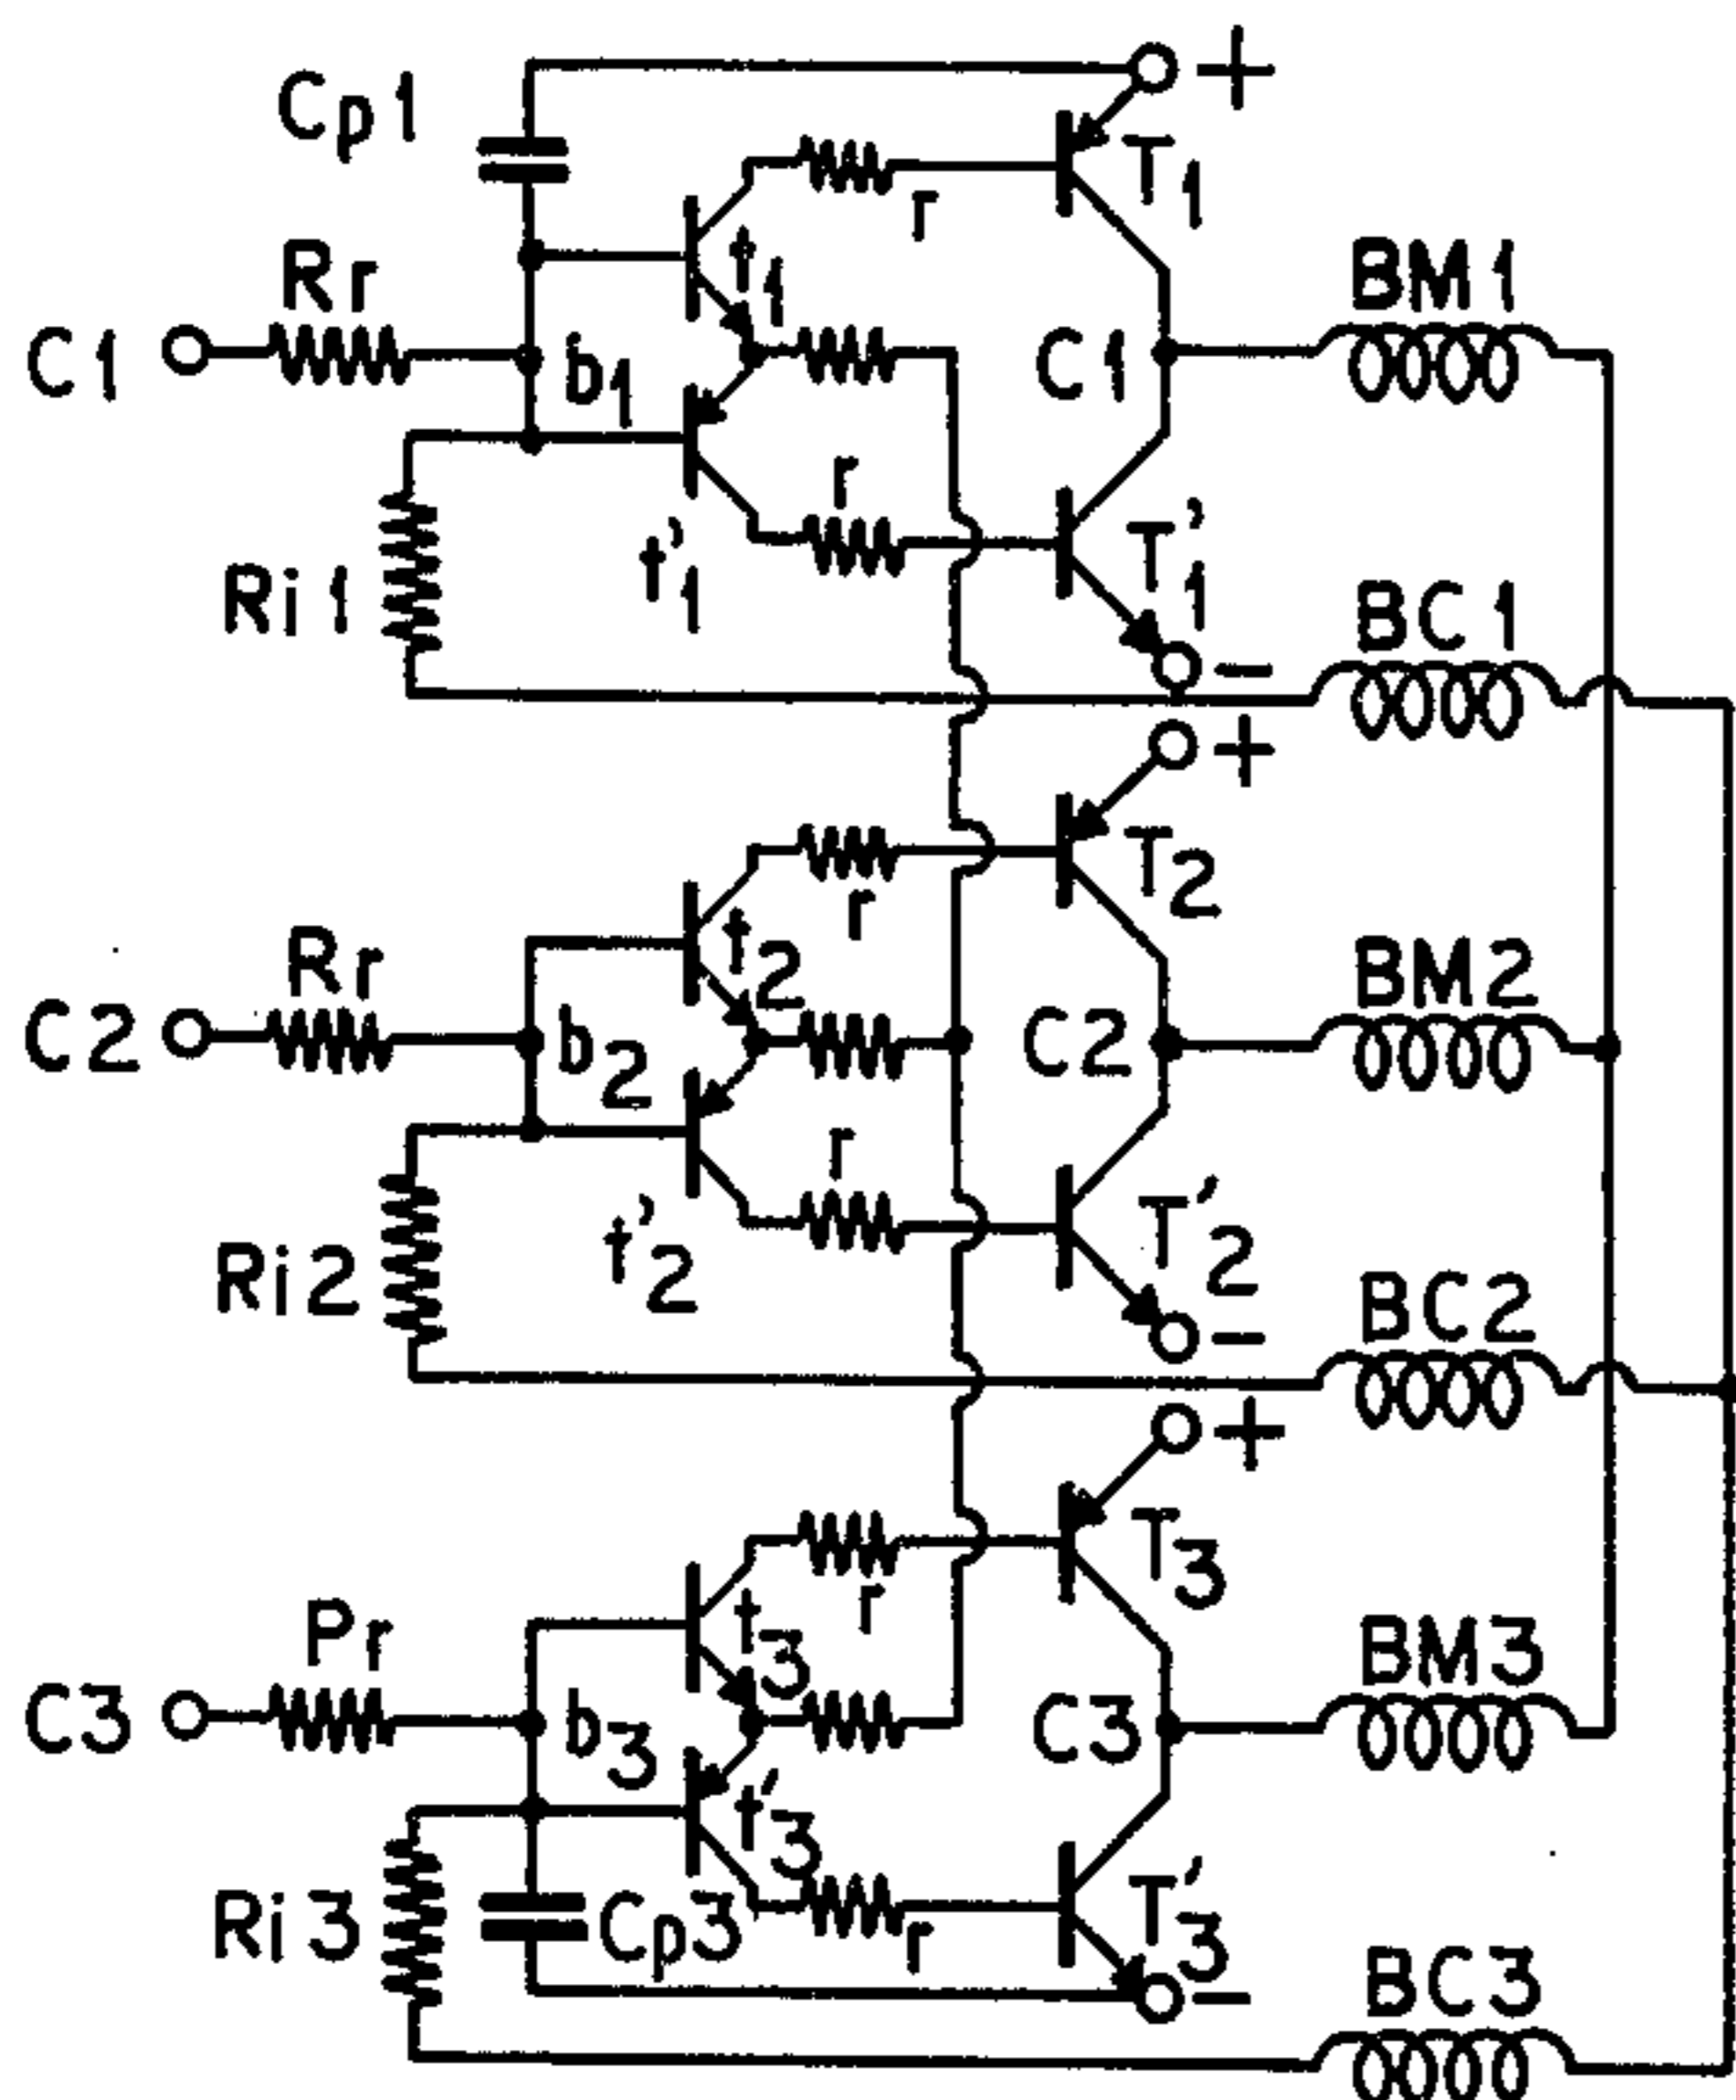 +
Cp1
T1
r
t1
Rr
BM1
C1
b1
C1
r
t'1
T'1
Ri1
BC1
-
+
T2
r
t2
Rr
BM2
C2
b2
C2
r
t'2
T'2
Ri2
BC2
-
+
T3
r
t3
Pr
BM3
C3
b3
C3
t'3
T'3
Ri3
Cp3
r
BC3
-